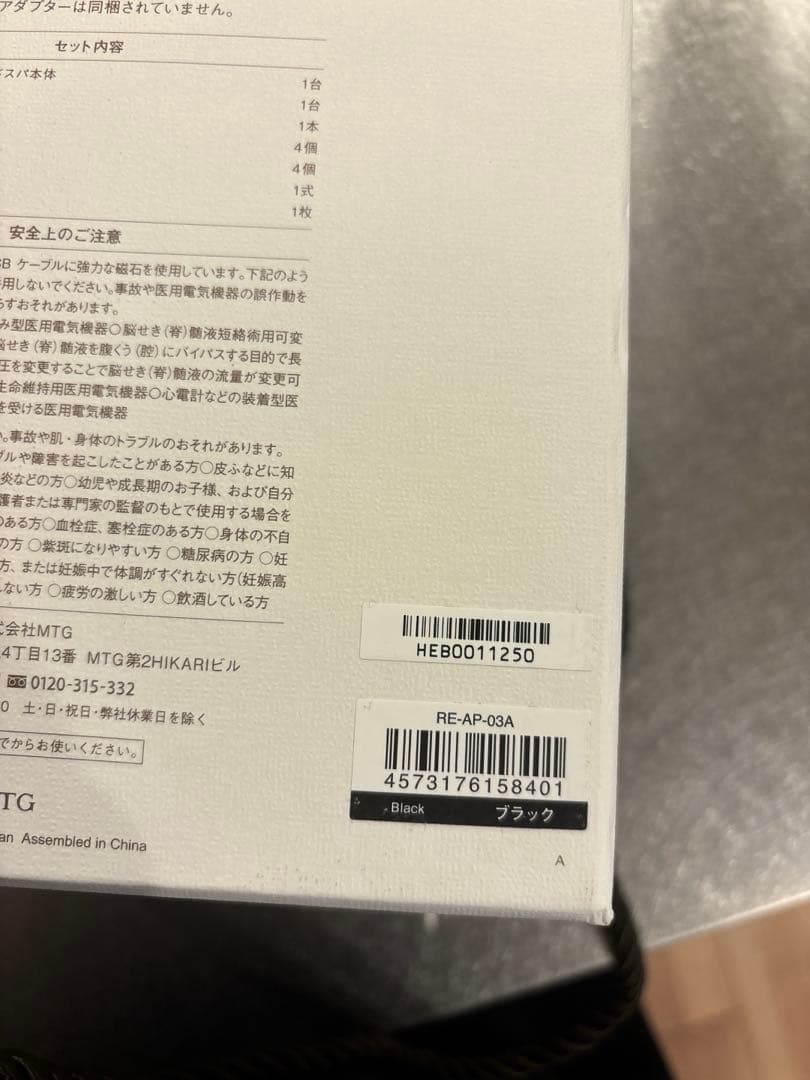 アダプターは同梱されていません。
セット内容
ドスパ本体
1台
1台
1本
4個
4個
1式
1枚
安全上のご注意
SB ケーブルに強力な磁石を使用しています。下記のよう
用しないでください。事故や医用電気機器の誤作動を
らすおそれがあります。
み型医用電気機器○脳せき(脊)髄液短絡術用可変
脳せき(脊)髄液を腹くう(腔)にバイパスする目的で長
圧を変更することで脳せき(脊)髄液の流量が変更可
生命維持用医用電気機器○心電計などの装着型医
を受ける医用電気機器
い。事故や肌・身体のトラブルのおそれがあります。
ブルや障害を起こしたことがある方○皮ふなどに知
炎などの方○幼児や成長期のお子様、および自分
護者または専門家の監督のもとで使用する場合を
のある方○血栓症、塞栓症のある方○身体の不自
の方 ○紫斑になりやすい方 ○糖尿病の方 ○妊
方、または妊娠中で体調がすぐれない方(妊娠高
れない方 ○疲労の激しい方 ○飲酒している方
式会社MTG
4丁目13番 MTG第2HIKARIビル
0120-315-332
0 土・日・祝日・弊社休業日を除く
でからお使いください。
TG
an Assembled in China
HEB0011250
RE-AP-03A
4573176158401
Black ブラック
A